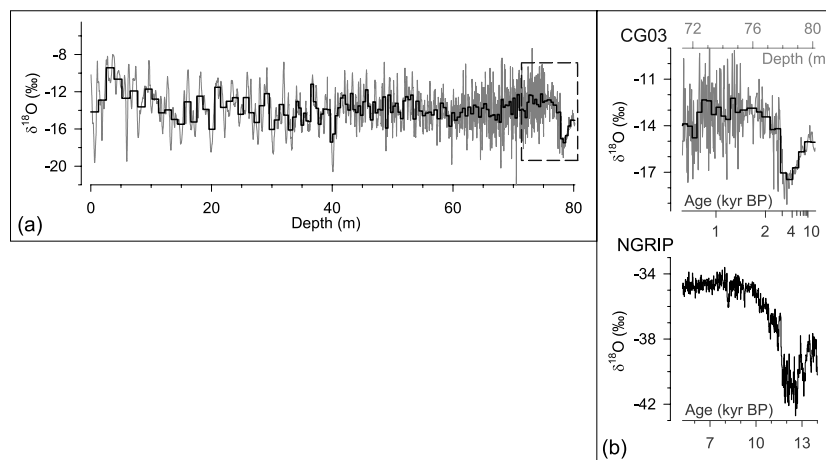 -8
-12
-16
-20
δ¹⁸O (‰)
0 20 40 60 80
Depth (m)
(a)
72 76 80
CG03
Depth (m)
-11
-14
-17
δ¹⁸O (‰)
Age (kyr BP)
1 2 4 10
NGRIP
-34
-38
-42
δ¹⁸O (‰)
Age (kyr BP)
7 10 13
(b)